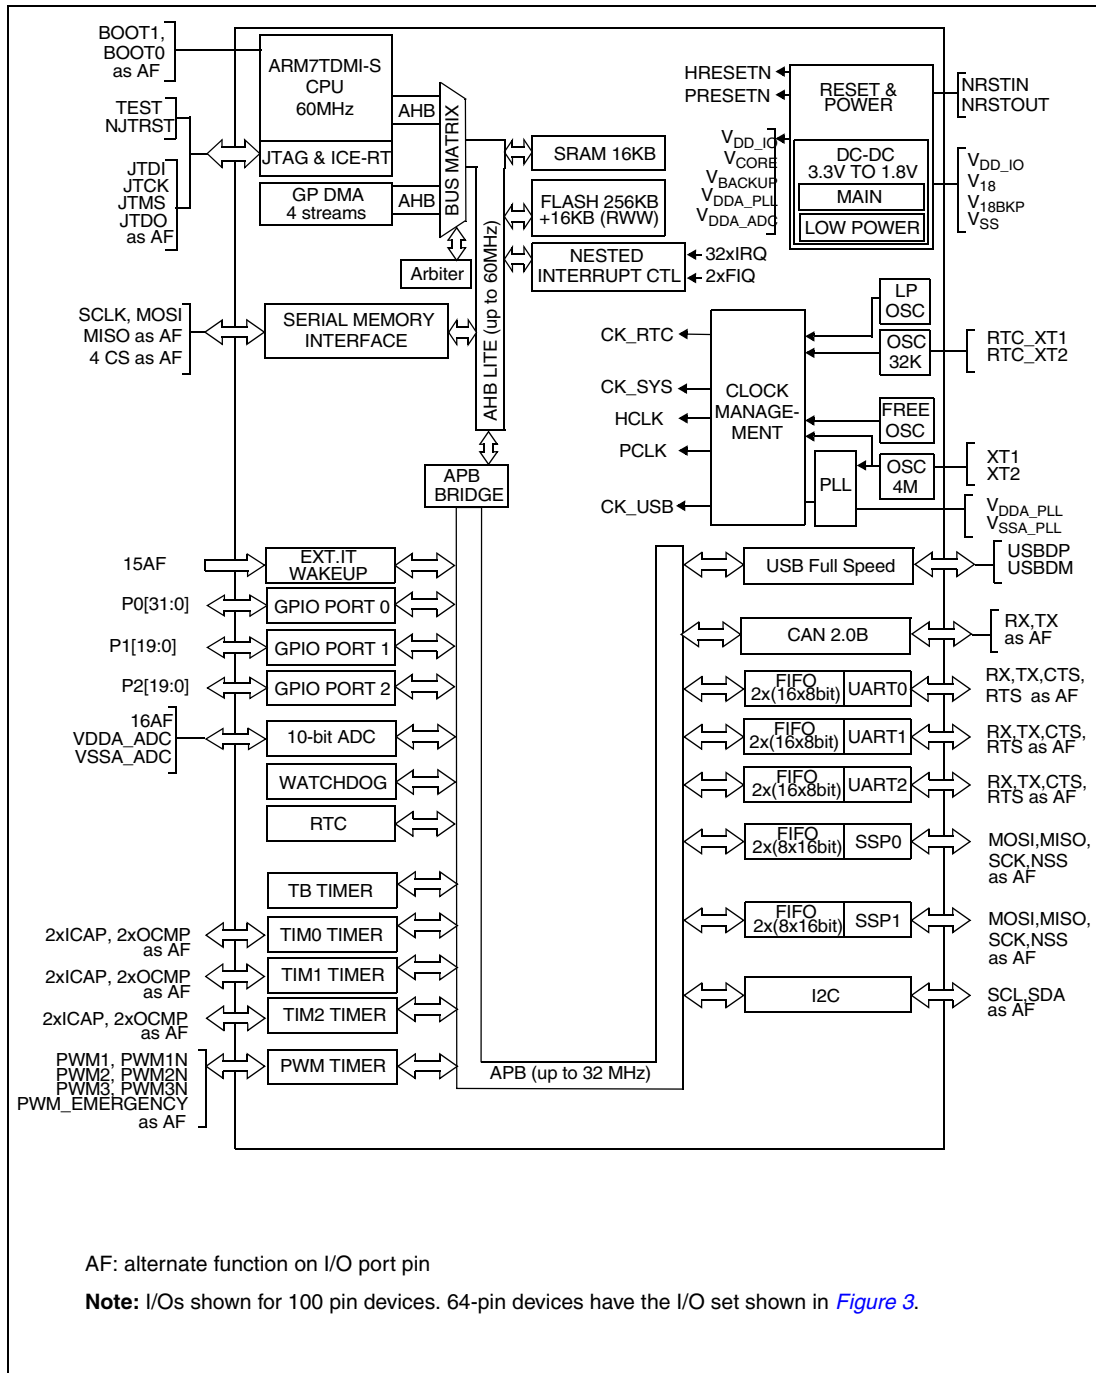 BOOT1,
BOOT0
as AF
TEST
NJTRST
JTDI
JTCK
JTMS
JTDO
as AF
ARM7TDMI-S
CPU
60MHz
JTAG & ICE-RT
GP DMA
4 streams
AHB
AHB
BUS MATRIX
Arbiter
SRAM 16KB
FLASH 256KB
+16KB (RWW)
NESTED
INTERRUPT CTL
32xIRQ
2xFIQ
AHB LITE (up to 60MHz)
HRESETN
PRESETN
VDD_IO
VCORE
VBACKUP
VDDA_PLL
VDDA_ADC
RESET &
POWER
DC-DC
3.3V TO 1.8V
MAIN
LOW POWER
NRSTIN
NRSTOUT
VDD_IO
V18
V18BKP
VSS
SCLK, MOSI
MISO as AF
4 CS as AF
SERIAL MEMORY
INTERFACE
CK_RTC
CK_SYS
HCLK
PCLK
CK_USB
CLOCK
MANAGE-
MENT
LP
OSC
OSC
32K
FREE
OSC
OSC
4M
PLL
RTC_XT1
RTC_XT2
XT1
XT2
VDDA_PLL
VSSA_PLL
APB
BRIDGE
15AF
EXT.IT
WAKEUP
P0[31:0]
GPIO PORT 0
P1[19:0]
GPIO PORT 1
P2[19:0]
GPIO PORT 2
16AF
VDDA_ADC
VSSA_ADC
10-bit ADC
WATCHDOG
RTC
TB TIMER
2xICAP, 2xOCMP
as AF
TIM0 TIMER
2xICAP, 2xOCMP
as AF
TIM1 TIMER
2xICAP, 2xOCMP
as AF
TIM2 TIMER
PWM1, PWM1N
PWM2, PWM2N
PWM3, PWM3N
PWM_EMERGENCY
as AF
PWM TIMER
APB (up to 32 MHz)
USB Full Speed
USBDP
USBDM
CAN 2.0B
RX,TX
as AF
FIFO
2x(16x8bit)
UART0
RX,TX,CTS,
RTS as AF
FIFO
2x(16x8bit)
UART1
RX,TX,CTS,
RTS as AF
FIFO
2x(16x8bit)
UART2
RX,TX,CTS,
RTS as AF
FIFO
2x(8x16bit)
SSP0
MOSI,MISO,
SCK,NSS
as AF
FIFO
2x(8x16bit)
SSP1
MOSI,MISO,
SCK,NSS
as AF
I2C
SCL,SDA
as AF
AF: alternate function on I/O port pin
Note: I/Os shown for 100 pin devices. 64-pin devices have the I/O set shown in Figure 3.